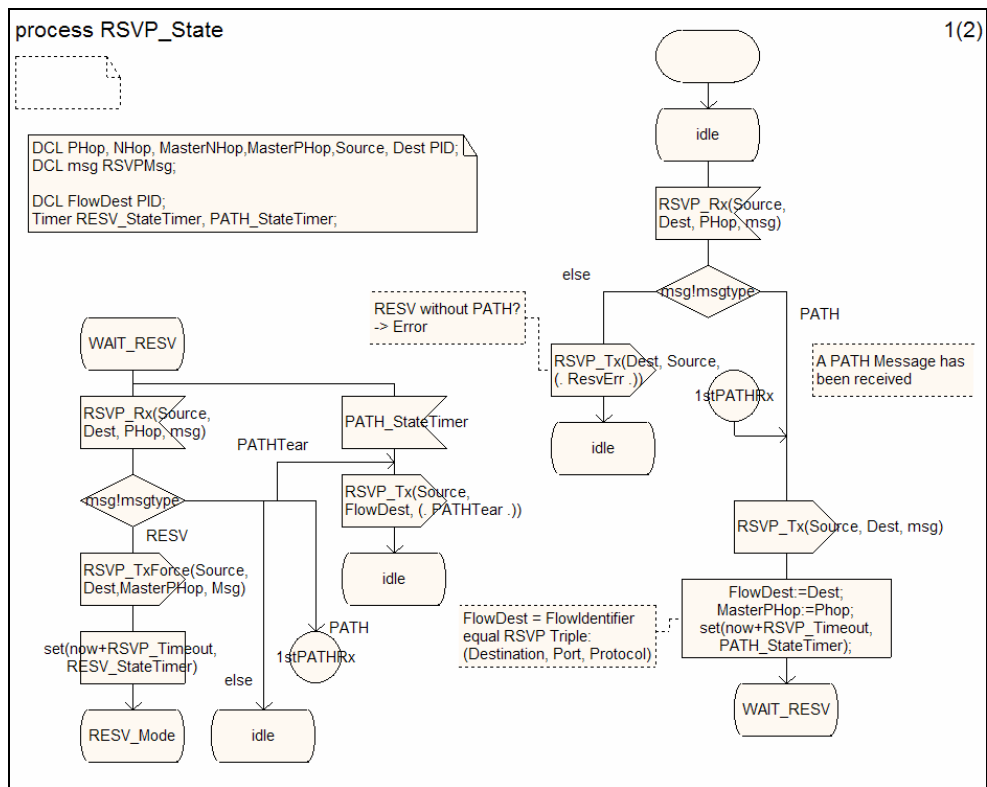 process RSVP_State
1(2)
DCL PHop, NHop, MasterNHop,MasterPHop,Source, Dest PID;
DCL msg RSVPMsg;
DCL FlowDest PID;
Timer RESV_StateTimer, PATH_StateTimer;
idle
RSVP_Rx(Source,
Dest, PHop, msg)
msg!msgtype
else
PATH
RESV without PATH?
-> Error
RSVP_Tx(Dest, Source,
(. ResvErr .))
idle
1stPATHRx
A PATH Message has
been received
RSVP_Tx(Source, Dest, msg)
FlowDest:=Dest;
MasterPHop:=Phop;
set(now+RSVP_Timeout,
PATH_StateTimer);
FlowDest = FlowIdentifier
equal RSVP Triple:
(Destination, Port, Protocol)
WAIT_RESV
WAIT_RESV
RSVP_Rx(Source,
Dest, PHop, msg)
msg!msgtype
PATHTear
PATH_StateTimer
RSVP_Tx(Source,
FlowDest, (. PATHTear .))
idle
RESV
RSVP_TxForce(Source,
Dest,MasterPHop, Msg)
set(now+RSVP_Timeout,
RESV_StateTimer)
RESV_Mode
else
idle
PATH
1stPATHRx